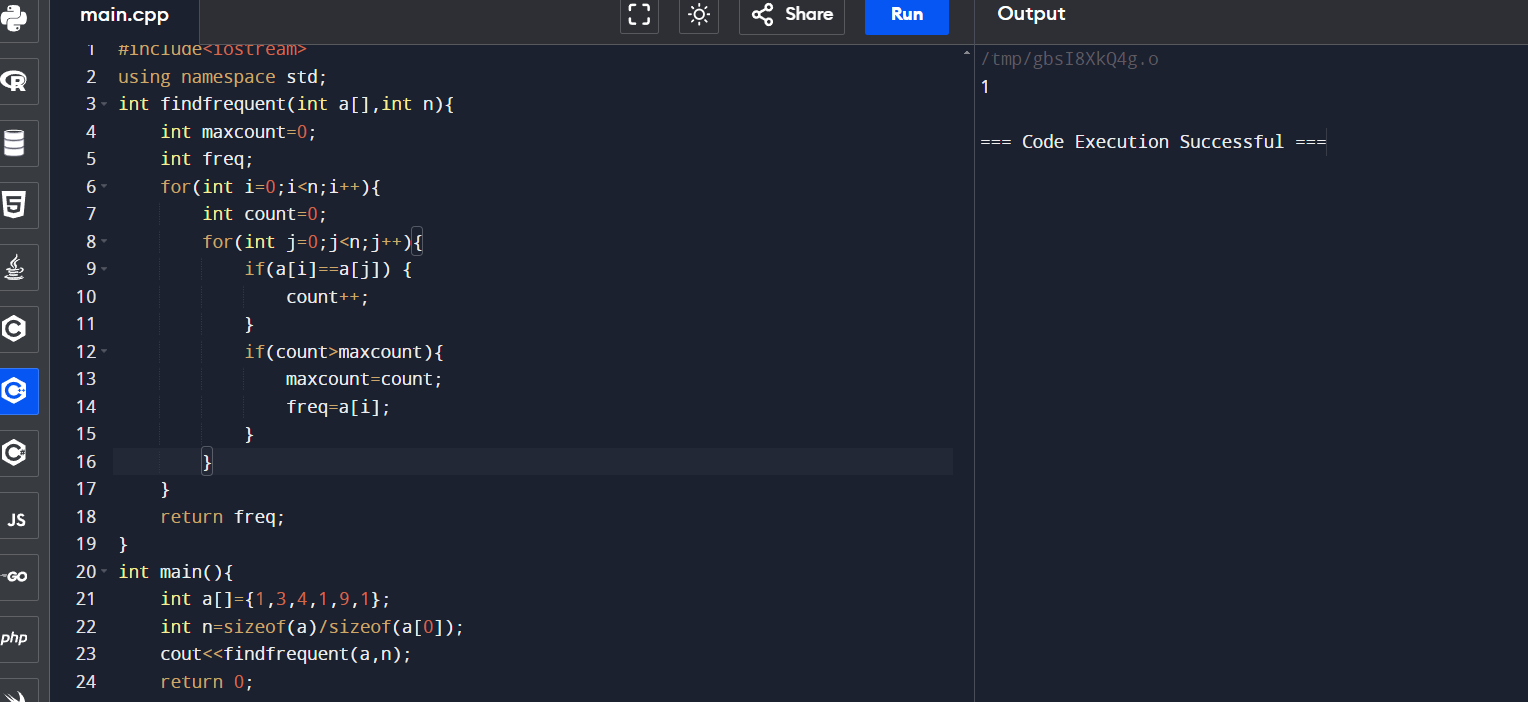 main.cpp
Share
Run
Output
1 #include<iostream>
2 using namespace std;
3 int findfrequent(int a[],int n){
4 int maxcount=0;
5 int freq;
6 for(int i=0;i<n;i++){
7 int count=0;
8 for(int j=0;j<n;j++){
9 if(a[i]==a[j]) {
10 count++;
11 }
12 if(count>maxcount){
13 maxcount=count;
14 freq=a[i];
15 }
16 }
17 }
18 return freq;
19 }
20 int main(){
21 int a[]={1,3,4,1,9,1};
22 int n=sizeof(a)/sizeof(a[0]);
23 cout<<findfrequent(a,n);
24 return 0;
/tmp/gbsI8XkQ4g.o
1
=== Code Execution Successful ===
R
5
C
C
C#
JS
GO
php